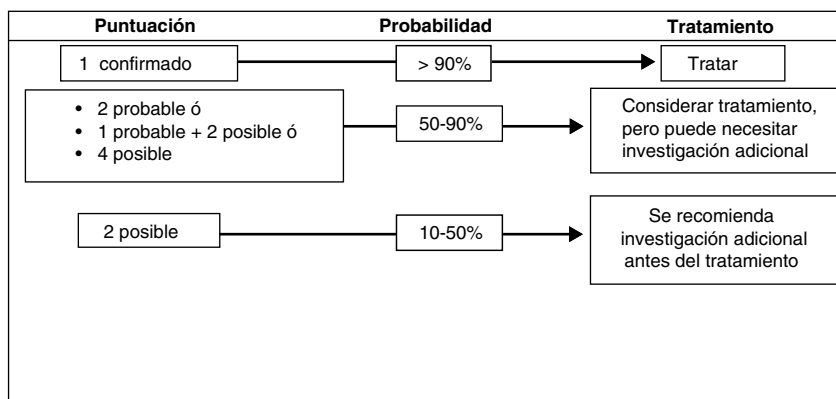 Puntuación Probabilidad Tratamiento
1 confirmado > 90% Tratar
• 2 probable ó
• 1 probable + 2 posible ó
• 4 posible
50-90%
Considerar tratamiento,
pero puede necesitar
investigación adicional
2 posible
10-50%
Se recomienda
investigación adicional
antes del tratamiento